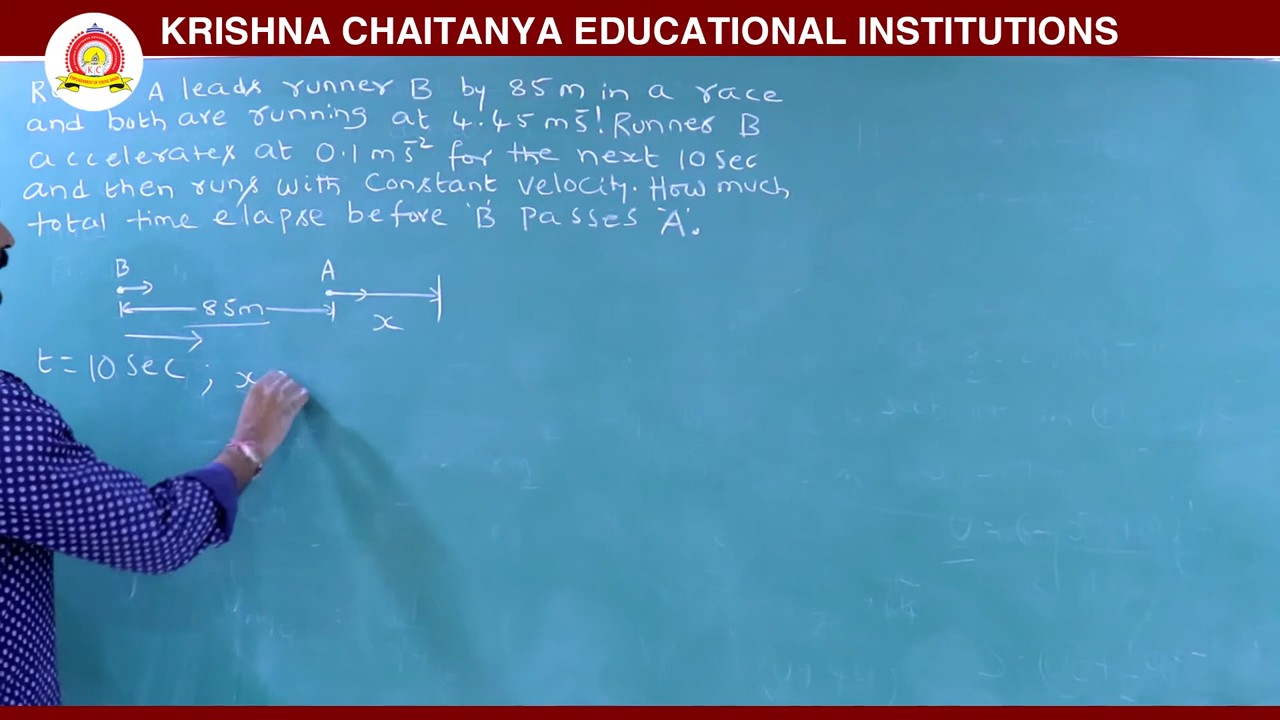 KRISHNA CHAITANYA EDUCATIONAL INSTITUTIONS
K.C
A leads runner B by 85m in a race
and both are running at 4.45 ms⁻¹. Runner B
accelerates at 0.1 ms⁻² for the next 10 sec
and then runs with Constant velocity. How much
total time elapse before 'B' passes 'A'.
B A
85m
x
t = 10 sec ; x